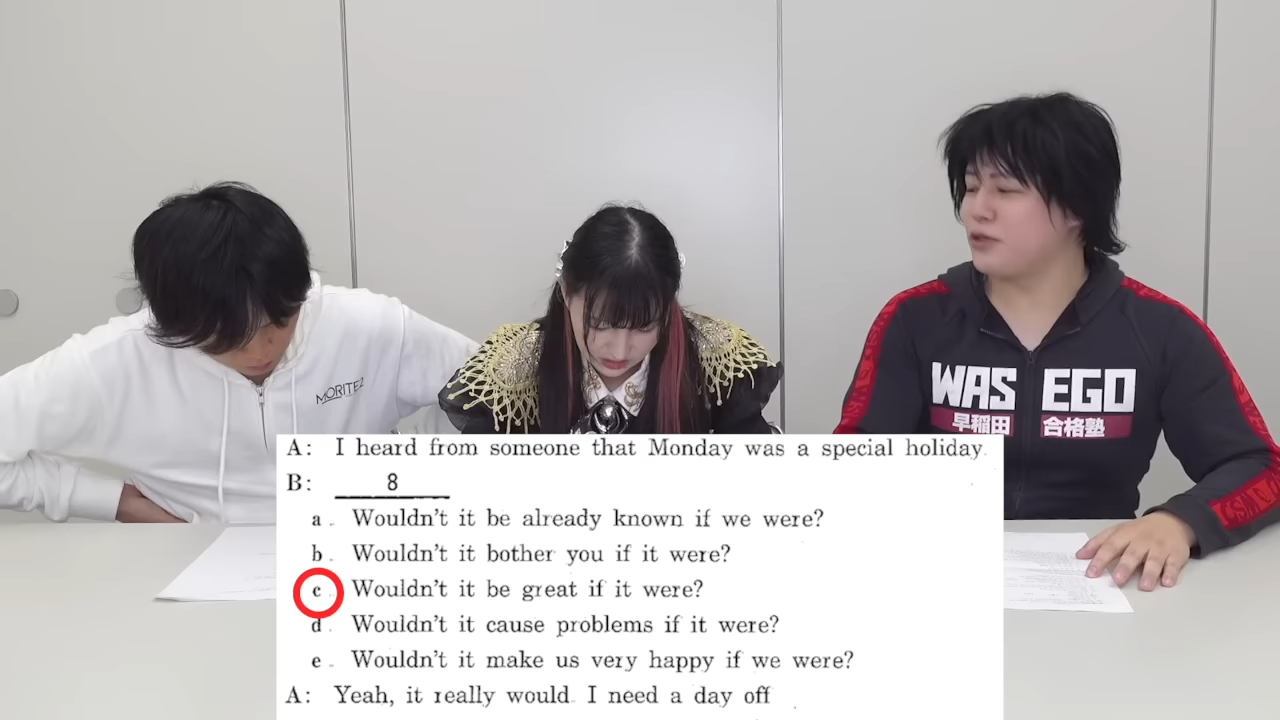 MORITEZ
WAS EGO
早稲田 合格塾
A: I heard from someone that Monday was a special holiday.
B: 8
a. Wouldn't it be already known if we were?
b. Wouldn't it bother you if it were?
c. Wouldn't it be great if it were?
d. Wouldn't it cause problems if it were?
e. Wouldn't it make us very happy if we were?
A: Yeah, it really would. I need a day off